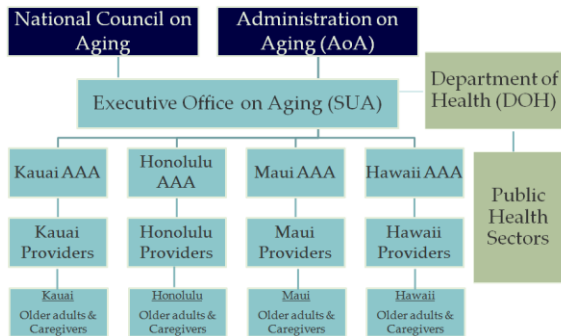 National Council on
Aging
Administration on
Aging (AoA)
Executive Office on Aging (SUA)
Department of
Health (DOH)
Kauai AAA
Honolulu
AAA
Maui AAA
Hawaii AAA
Public
Health
Sectors
Kauai
Providers
Honolulu
Providers
Maui
Providers
Hawaii
Providers
Kauai
Older adults &
Caregivers
Honolulu
Older adults &
Caregivers
Maui
Older adults &
Caregivers
Hawaii
Older adults &
Caregivers